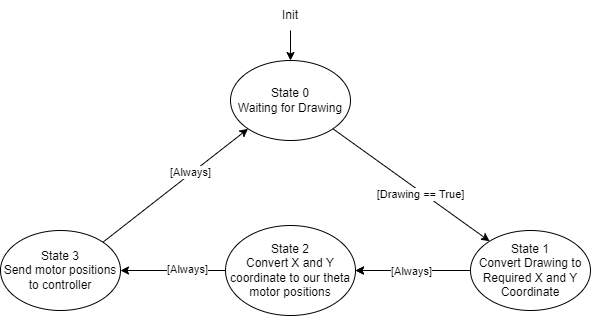 Init
State 0
Waiting for Drawing
[Always]
[Drawing == True]
State 3
Send motor positions
to controller
[Always]
State 2
Convert X and Y
coordinate to our theta
motor positions
[Always]
State 1
Convert Drawing to
Required X and Y
Coordinate